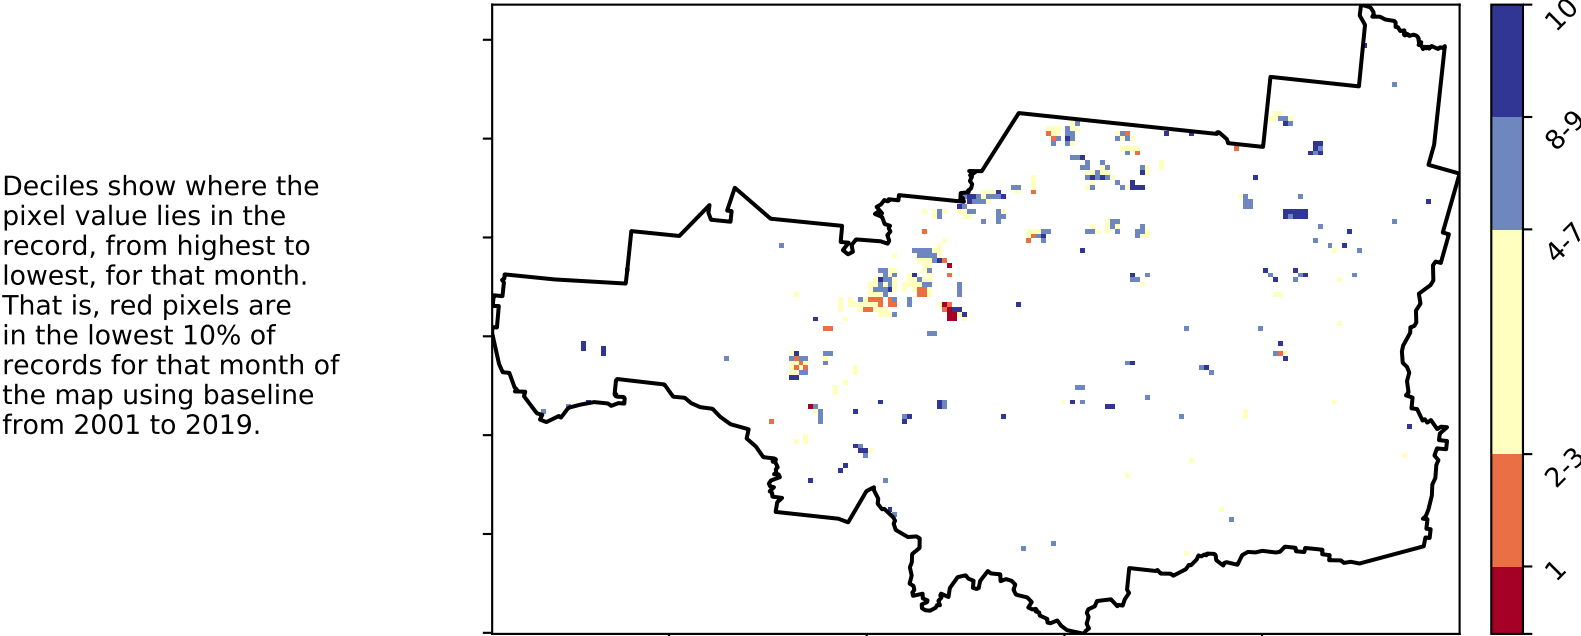 Deciles show where the
pixel value lies in the
record, from highest to
lowest, for that month.
That is, red pixels are
in the lowest 10% of
records for that month of
the map using baseline
from 2001 to 2019.
10
8-9
4-7
2-3
1